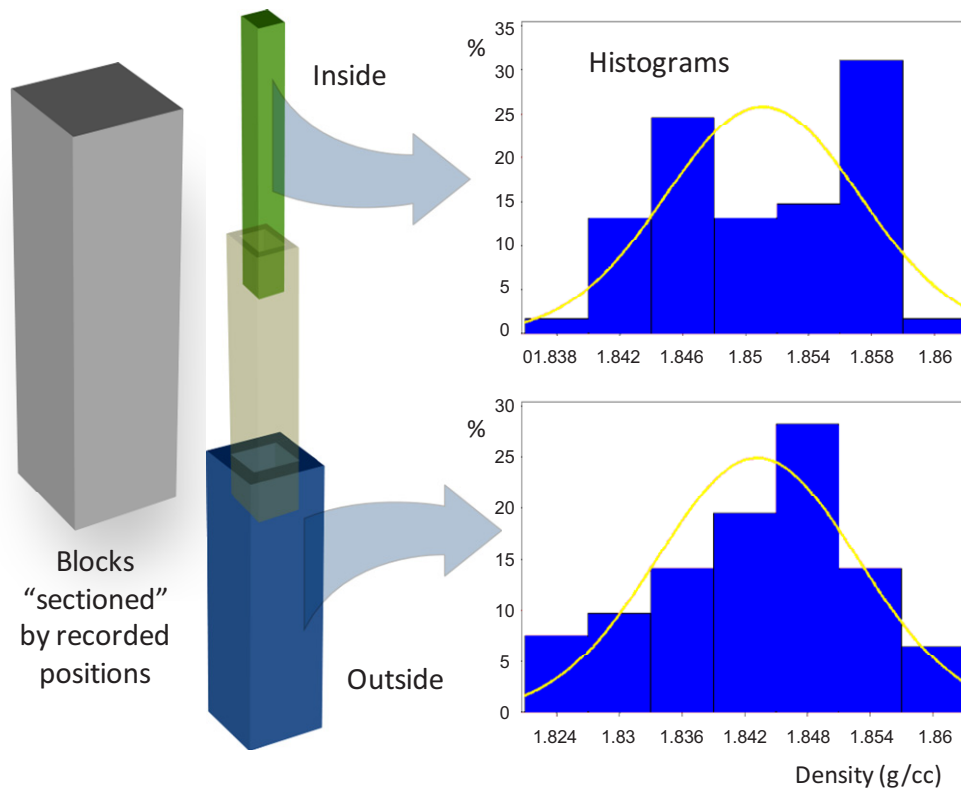 Inside
Blocks
“sectioned”
by recorded
positions
Outside
%
Histograms
35
30
25
20
15
10
5
0
01.838 1.842 1.846 1.85 1.854 1.858 1.86
%
30
25
20
15
10
5
0
1.824 1.83 1.836 1.842 1.848 1.854 1.86
Density (g/cc)